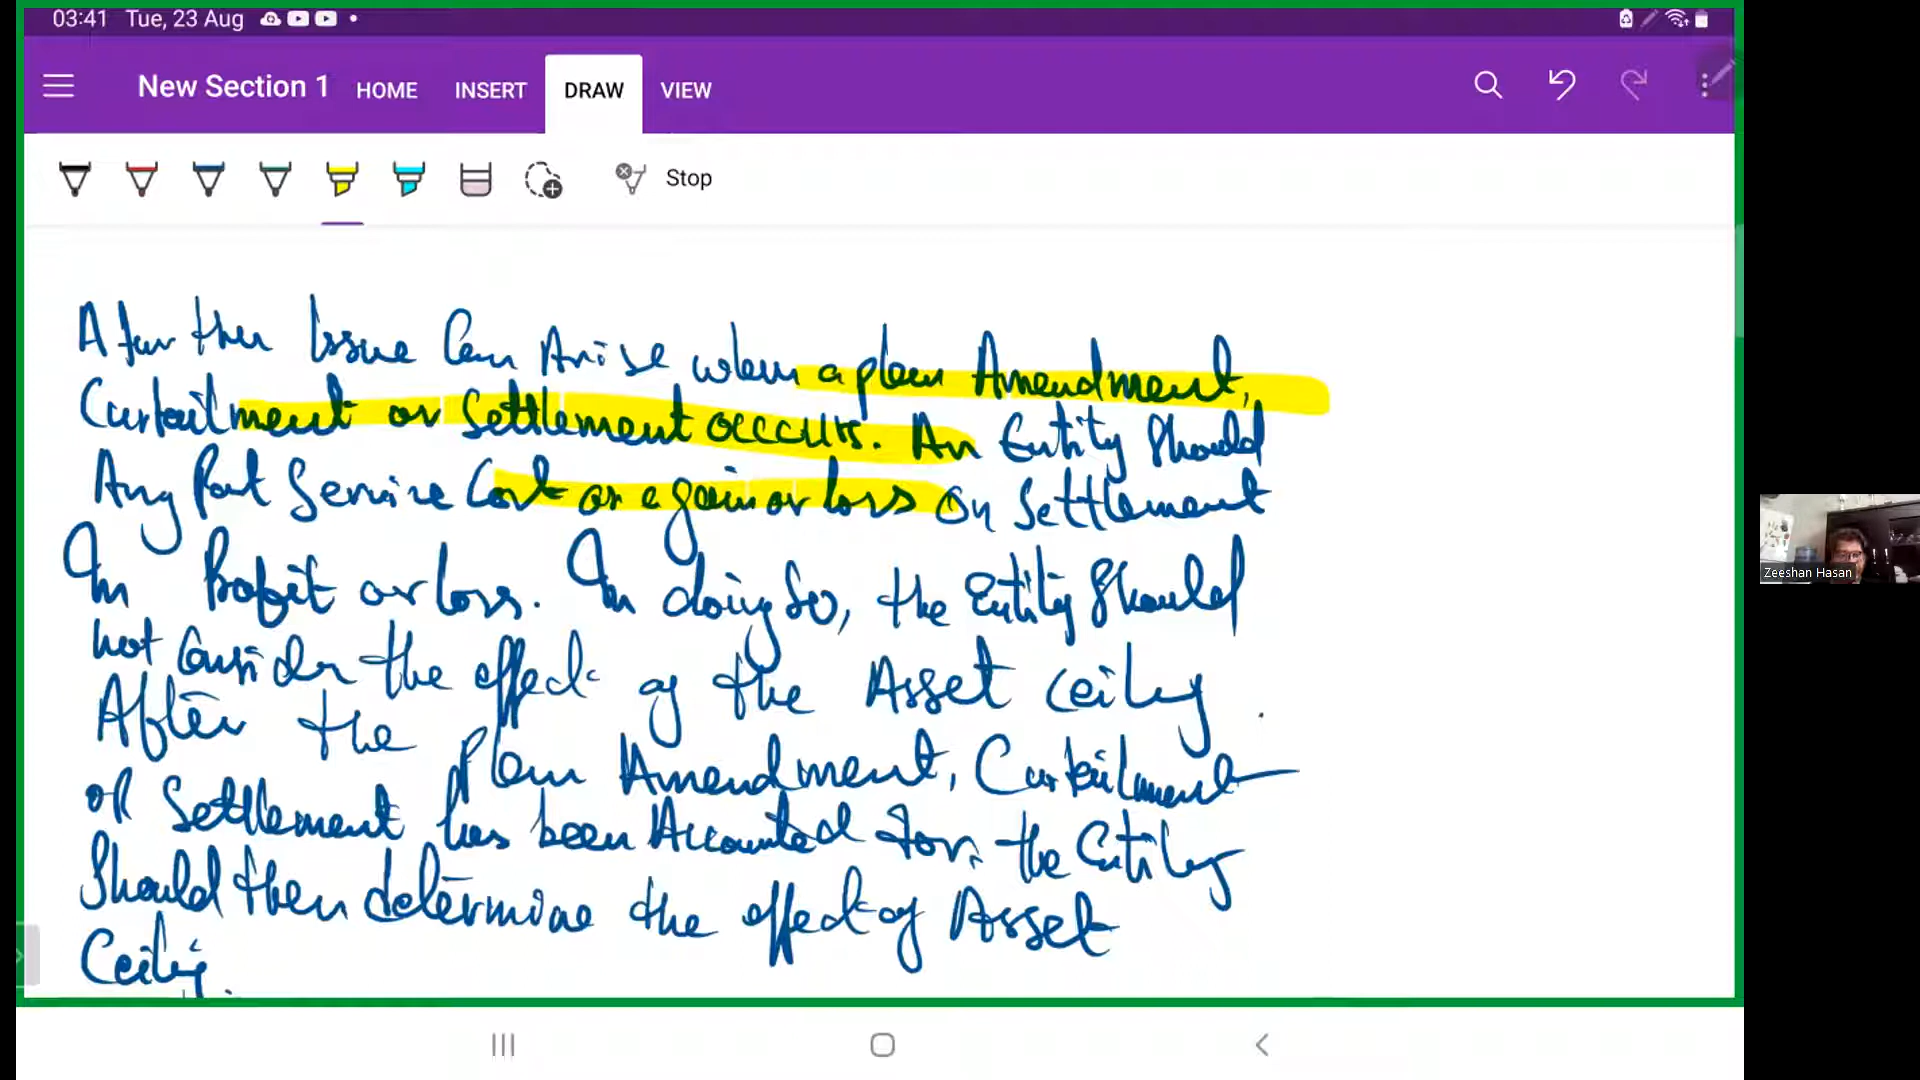 03:41 Tue, 23 Aug
New Section 1 HOME INSERT DRAW VIEW
Stop
A further Issue Can Arise when a plan Amendment,
Curtailment or Settlement occurs. An Entity Should
Any Past Service Cost or a gain or loss On Settlement
In Profit or loss. In doing So, the Entity Should
not Consider the effect of the Asset Ceiling.
After the Plan Amendment, Curtailment
or Settlement has been Accounted for, the Entity
Should then determine the effect of Asset
Ceiling.
Zeeshan Hasan